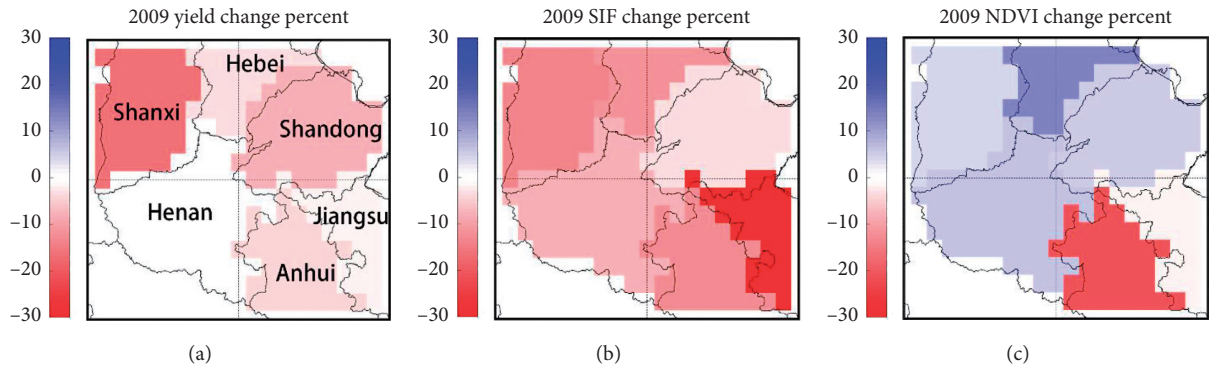 2009 yield change percent
30
20
10
0
−10
−20
−30
Hebei
Shanxi
Shandong
Henan
Jiangsu
Anhui
(a)
2009 SIF change percent
30
20
10
0
−10
−20
−30
(b)
2009 NDVI change percent
30
20
10
0
−10
−20
−30
(c)